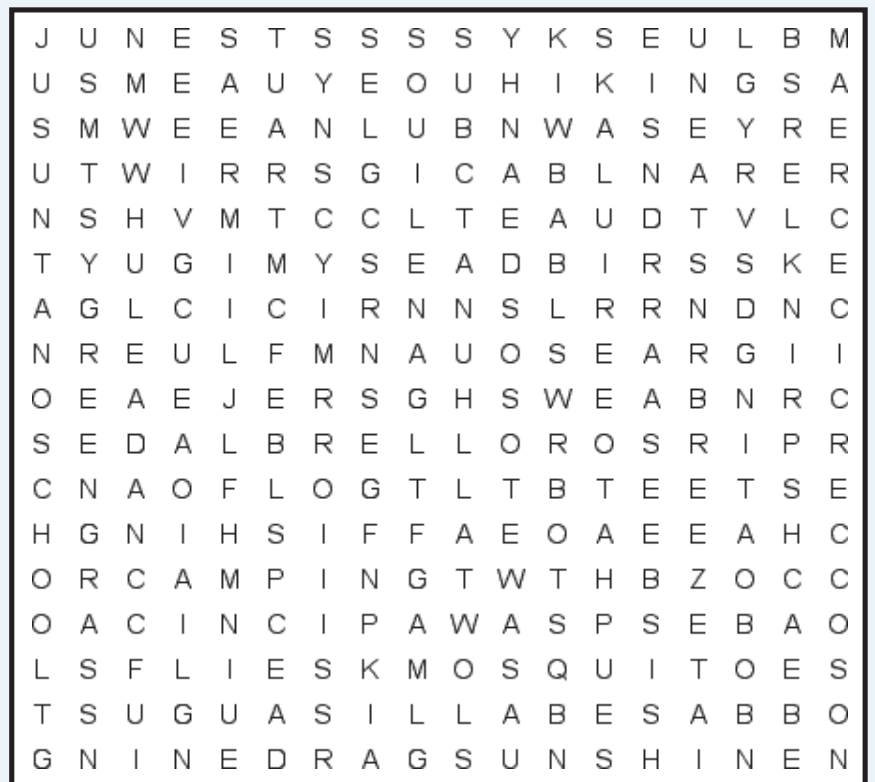 J U N E S T S S S S Y K S E U L B M
U S M E A U Y E O U H I K I N G S A
S M W E E A N L U B N W A S E Y R E
U T W I R R S G I C A B L N A R E R
N S H V M T C C L T E A U D T V L C
T Y U G I M Y S E A D B I R S S K E
A G L C I C I R N N S L R R N D N C
N R E U L F M N A U O S E A R G I I
O E A E J E R S G H S W E A B N R C
S E D A L B R E L L O R O S R I P R
C N A O F L O G T L T B T E E T S E
H G N I H S I F F A E O A E E A H C
O R C A M P I N G T W T H B Z O C C
O A C I N C I P A W A S P S E B A O
L S F L I E S K M O S Q U I T O E S
T S U G U A S I L L A B E S A B B O
G N I N E D R A G S U N S H I N E N